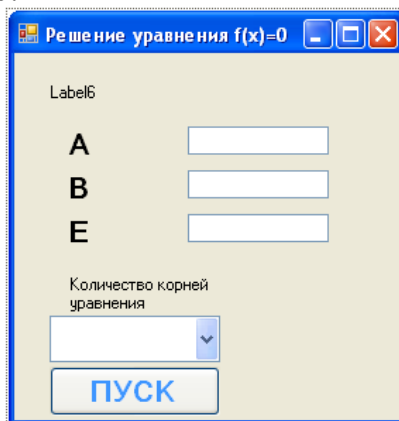 Решение уравнения f(x)=0
Label6
A
B
E
Количество корней
уравнения
ПУСК